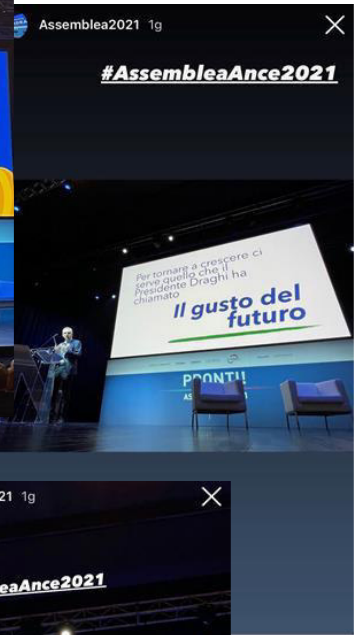 Assemblea2021 1g
#AssembleaAnce2021
Per tornare a crescere ci
serve quello che il
Presidente Draghi ha
chiamato
Il gusto del
futuro
PRONTI!
21 1g
eaAnce2021